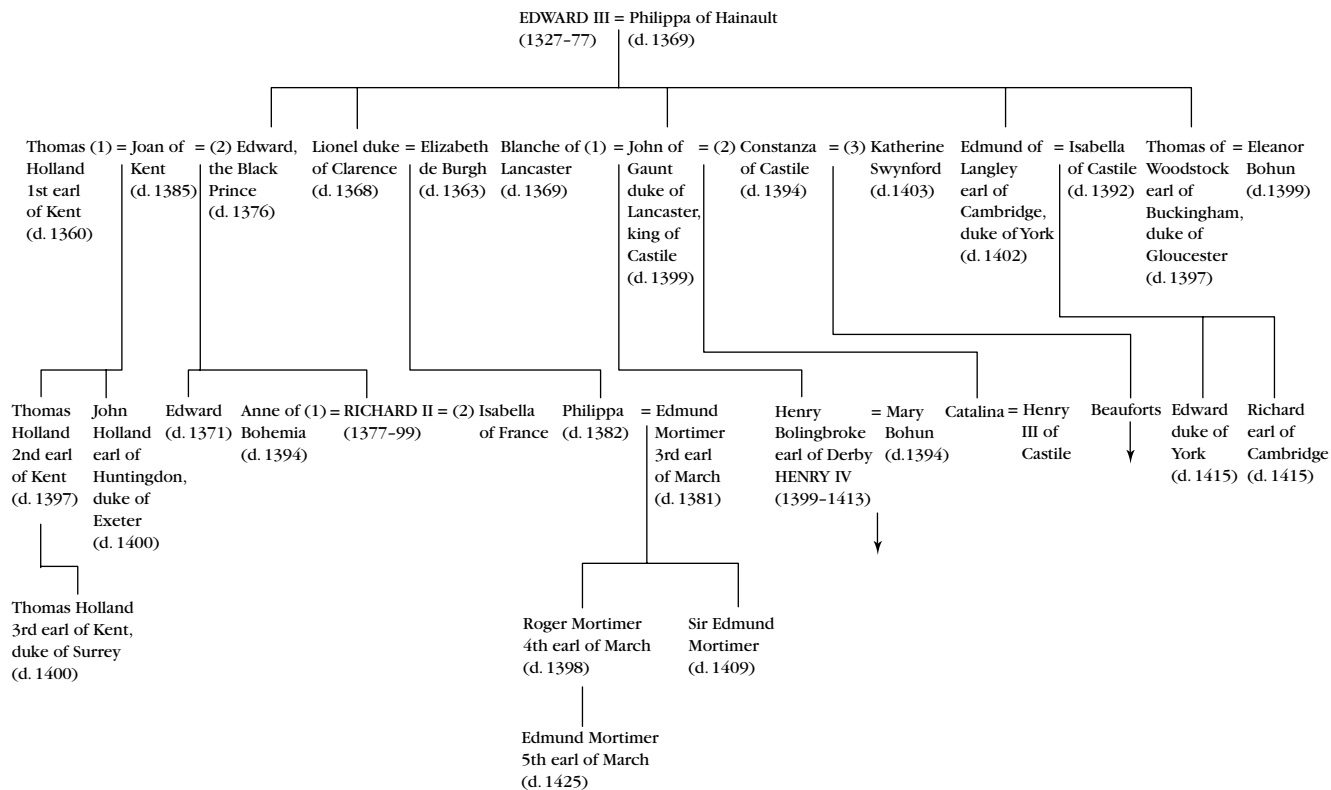 EDWARD III = Philippa of Hainault
(1327–77) (d. 1369)
Thomas (1) = Joan of = (2) Edward,
Holland Kent the Black
1st earl (d. 1385) Prince
of Kent (d. 1376)
(d. 1360)
Lionel duke = Elizabeth
of Clarence de Burgh
(d. 1368) (d. 1363)
Blanche of (1) = John of = (2) Constanza = (3) Katherine
Lancaster Gaunt of Castile Swynford
(d. 1369) duke of (d. 1394) (d. 1403)
Lancaster,
king of
Castile
(d. 1399)
Edmund of = Isabella
Langley of Castile
earl of (d. 1392)
Cambridge,
duke of York
(d. 1402)
Thomas of = Eleanor
Woodstock Bohun
earl of (d.1399)
Buckingham,
duke of
Gloucester
(d. 1397)
Thomas
Holland
2nd earl
of Kent
(d. 1397)
John
Holland
earl of
Huntingdon,
duke of
Exeter
(d. 1400)
Edward
(d. 1371)
Anne of (1) = RICHARD II = (2) Isabella
Bohemia (1377–99) of France
(d. 1394)
Philippa = Edmund
(d. 1382) Mortimer
3rd earl
of March
(d. 1381)
Henry = Mary
Bolingbroke Bohun
earl of Derby (d.1394)
HENRY IV
(1399–1413)
Catalina = Henry
III of
Castile
Beauforts
Edward
duke of
York
(d. 1415)
Richard
earl of
Cambridge
(d. 1415)
Thomas Holland
3rd earl of Kent,
duke of Surrey
(d. 1400)
Roger Mortimer
4th earl of March
(d. 1398)
Sir Edmund
Mortimer
(d. 1409)
Edmund Mortimer
5th earl of March
(d. 1425)